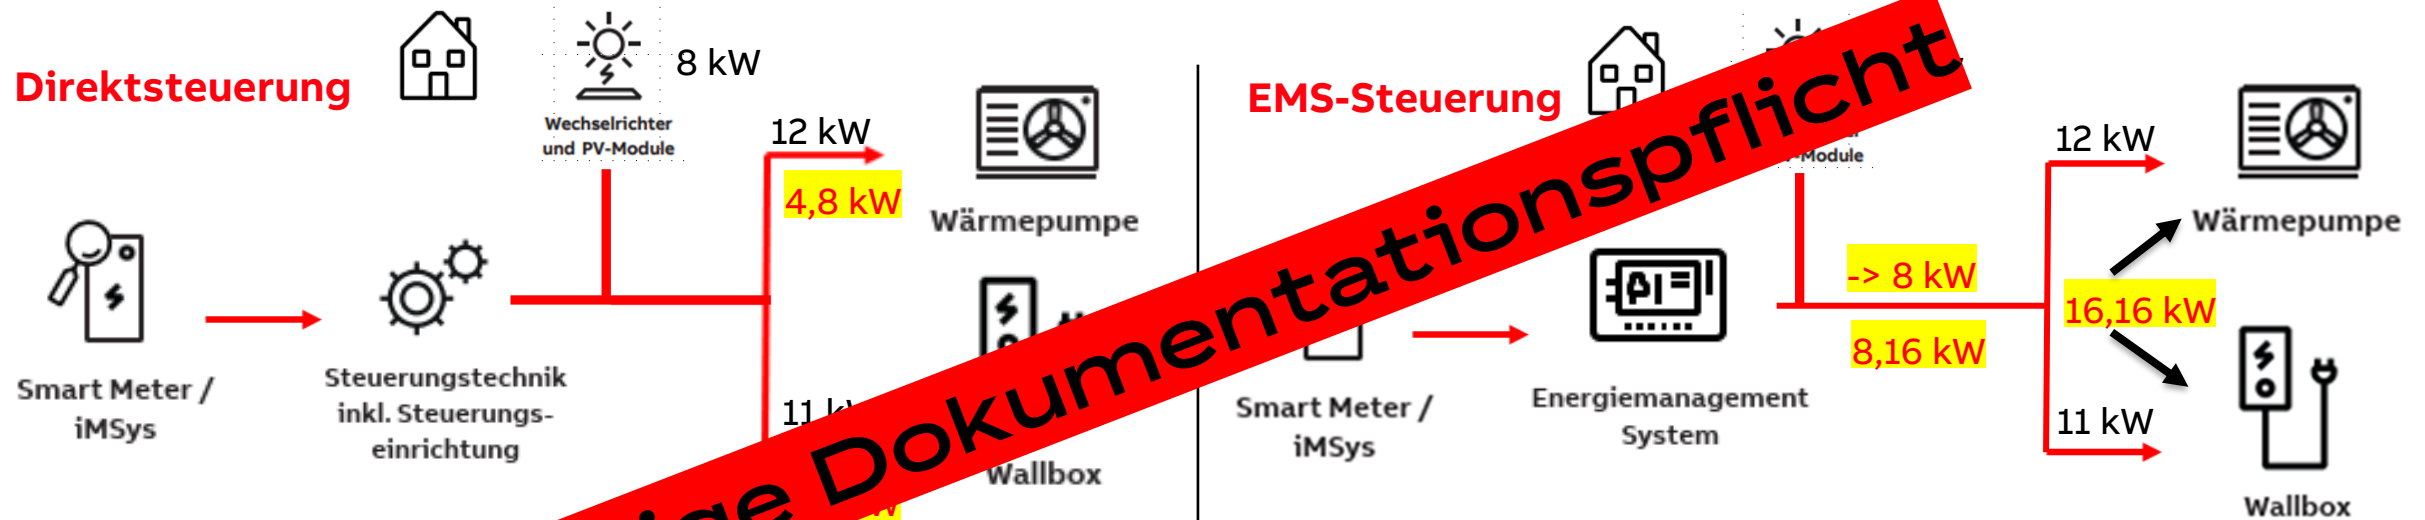 Direktsteuerung
8 kW
Wechselrichter
und PV-Module
12 kW
4,8 kW
Wärmepumpe
Smart Meter /
iMSys
Steuerungstechnik
inkl. Steuerungs-
einrichtung
11
Wallbox
Dokumentationspflicht
EMS-Steuerung
-Module
12 kW
Wärmepumpe
-> 8 kW
8,16 kW
16,16 kW
Smart Meter /
iMSys
Energiemanagement
System
11 kW
Wallbox